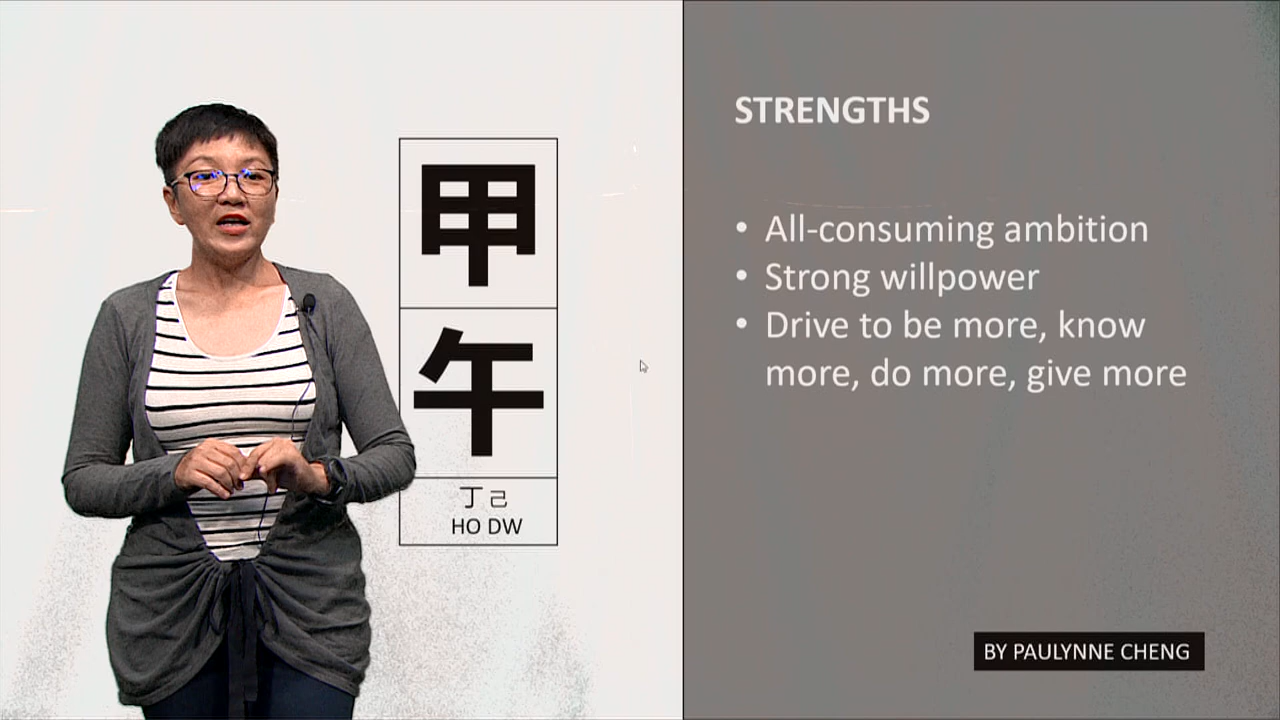 甲
午
丁己
HO DW
STRENGTHS
• All-consuming ambition
• Strong willpower
• Drive to be more, know
more, do more, give more
BY PAULYNNE CHENG